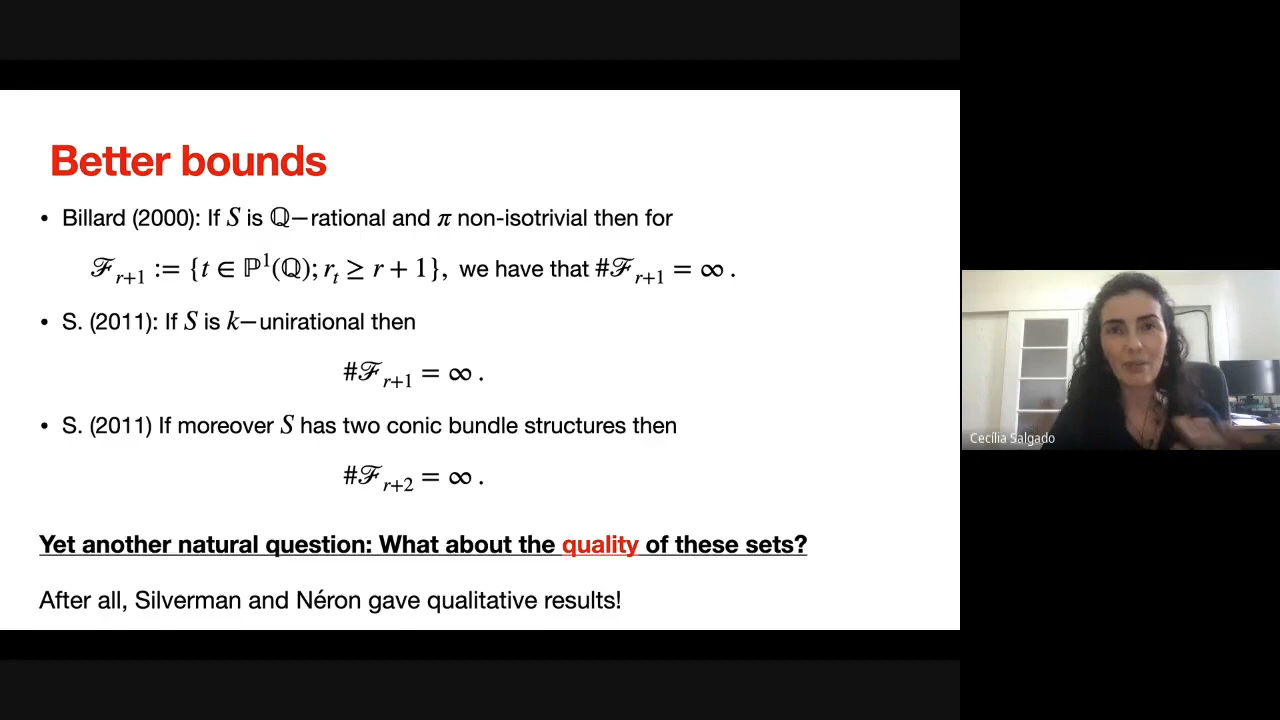 Better bounds
• Billard (2000): If S is ℚ–rational and π non-isotrivial then for
ℱ_{r+1} := {t ∈ ℙ¹(ℚ); r_t ≥ r + 1}, we have that #ℱ_{r+1} = ∞.
• S. (2011): If S is k–unirational then
#ℱ_{r+1} = ∞.
• S. (2011) If moreover S has two conic bundle structures then
#ℱ_{r+2} = ∞.
Yet another natural question: What about the quality of these sets?
After all, Silverman and Néron gave qualitative results!
Cecília Salgado